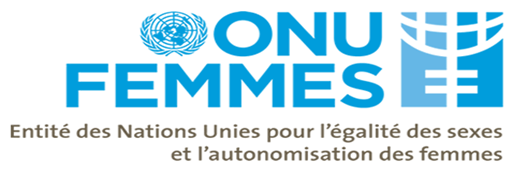 ONU
FEMMES
Entité des Nations Unies pour l’égalité des sexes
et l’autonomisation des femmes